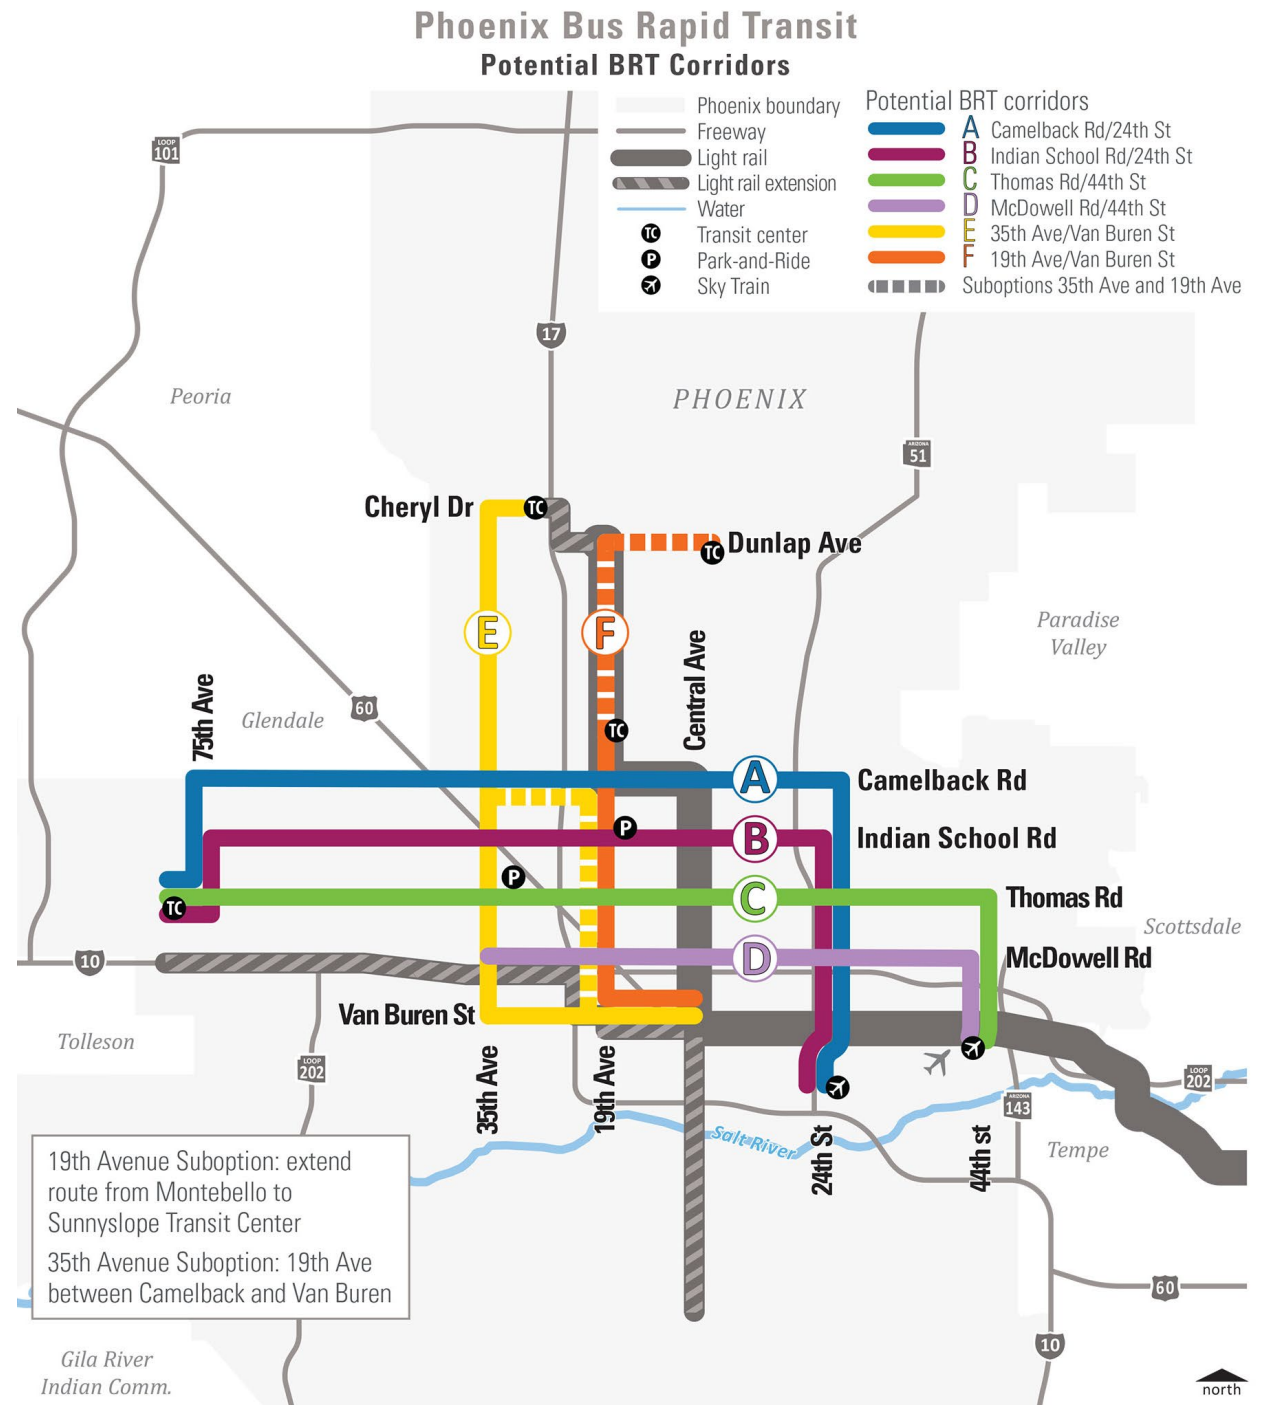 Phoenix Bus Rapid Transit
Potential BRT Corridors
Phoenix boundary
Freeway
Light rail
Light rail extension
Water
TC Transit center
P Park-and-Ride
Sky Train
Potential BRT corridors
A Camelback Rd/24th St
B Indian School Rd/24th St
C Thomas Rd/44th St
D McDowell Rd/44th St
E 35th Ave/Van Buren St
F 19th Ave/Van Buren St
Suboptions 35th Ave and 19th Ave
LOOP
101
17
Peoria
PHOENIX
ARIZONA
51
Cheryl Dr
TC
Dunlap Ave
TC
E
F
Paradise
Valley
Central Ave
75th Ave
60
Glendale
TC
A
Camelback Rd
P
B
Indian School Rd
P
C
Thomas Rd
TC
Scottsdale
10
D
McDowell Rd
Van Buren St
Tolleson
LOOP
202
35th Ave
19th Ave
LOOP
202
ARIZONA
143
Salt River
24th St
44th st
Tempe
19th Avenue Suboption: extend
route from Montebello to
Sunnyslope Transit Center
35th Avenue Suboption: 19th Ave
between Camelback and Van Buren
60
10
Gila River
Indian Comm.
north